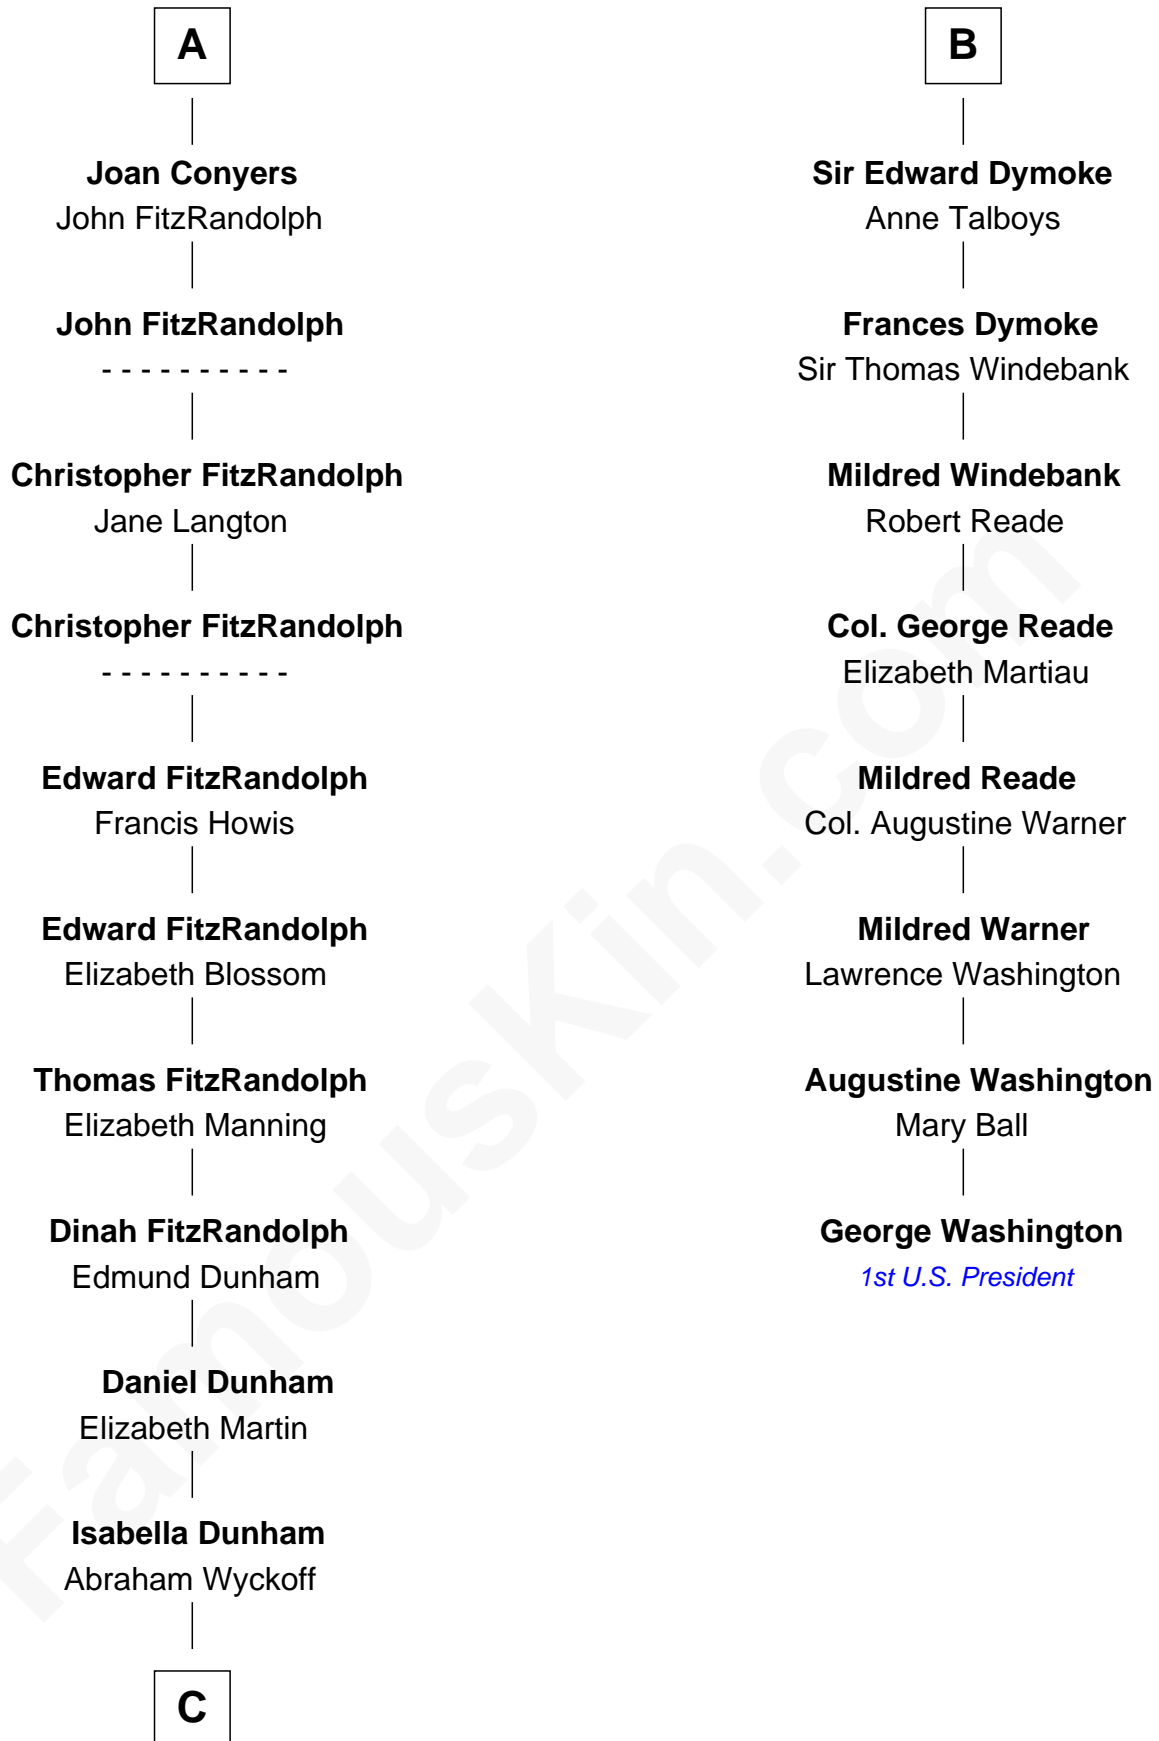 A
Joan Conyers
John FitzRandolph
John FitzRandolph
- - - - - - - - - -
Christopher FitzRandolph
Jane Langton
Christopher FitzRandolph
- - - - - - - - - -
Edward FitzRandolph
Francis Howis
Edward FitzRandolph
Elizabeth Blossom
Thomas FitzRandolph
Elizabeth Manning
Dinah FitzRandolph
Edmund Dunham
Daniel Dunham
Elizabeth Martin
Isabella Dunham
Abraham Wyckoff
C
B
Sir Edward Dymoke
Anne Talboys
Frances Dymoke
Sir Thomas Windebank
Mildred Windebank
Robert Reade
Col. George Reade
Elizabeth Martiau
Mildred Reade
Col. Augustine Warner
Mildred Warner
Lawrence Washington
Augustine Washington
Mary Ball
George Washington
1st U.S. President
FamousKin.com